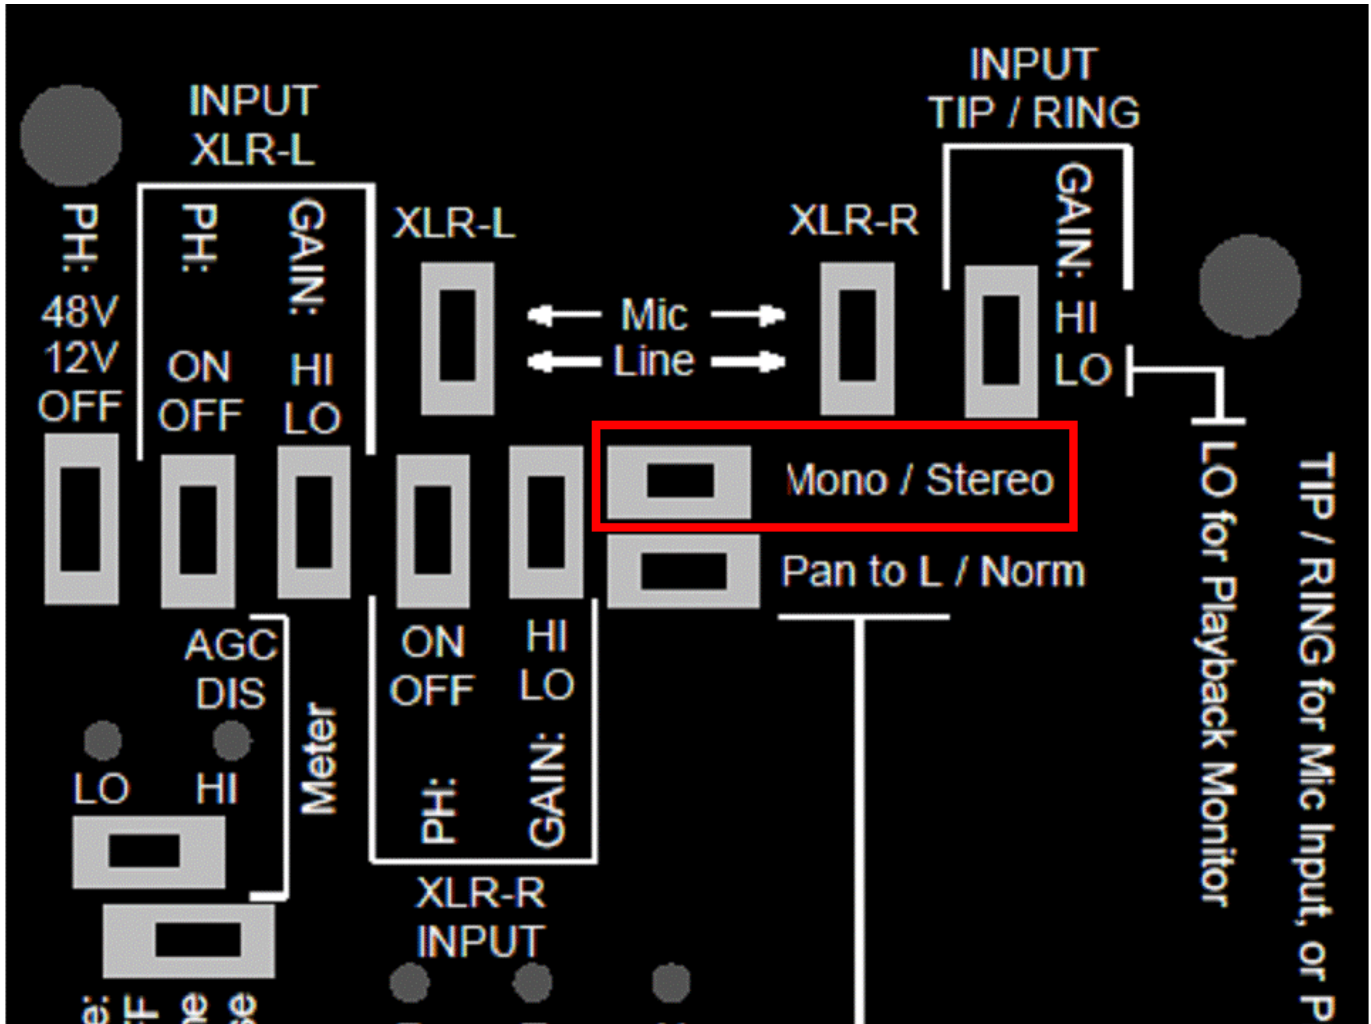 INPUT
XLR-L
INPUT
TIP / RING
PH:
48V
12V
OFF
PH:
ON
OFF
GAIN:
HI
LO
XLR-L
Mic
Line
XLR-R
GAIN:
HI
LO
Mono / Stereo
Pan to L / Norm
LO for Playback Monitor
TIP / RING for Mic Input, or P
AGC
DIS
LO HI
Meter
ON
OFF
PH:
HI
LO
GAIN:
XLR-R
INPUT